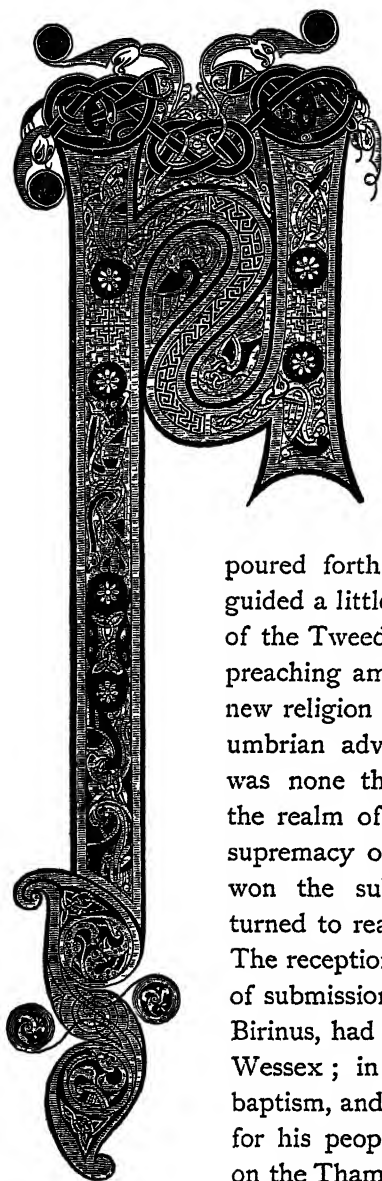 poured forth
guided a little
of the Tweed
preaching am
new religion
umbrian adv
was none th
the realm of
supremacy o
won the su
turned to rea
The reception
of submission
Birinus, had
Wessex ; in
baptism, and
for his peop
on the Tham